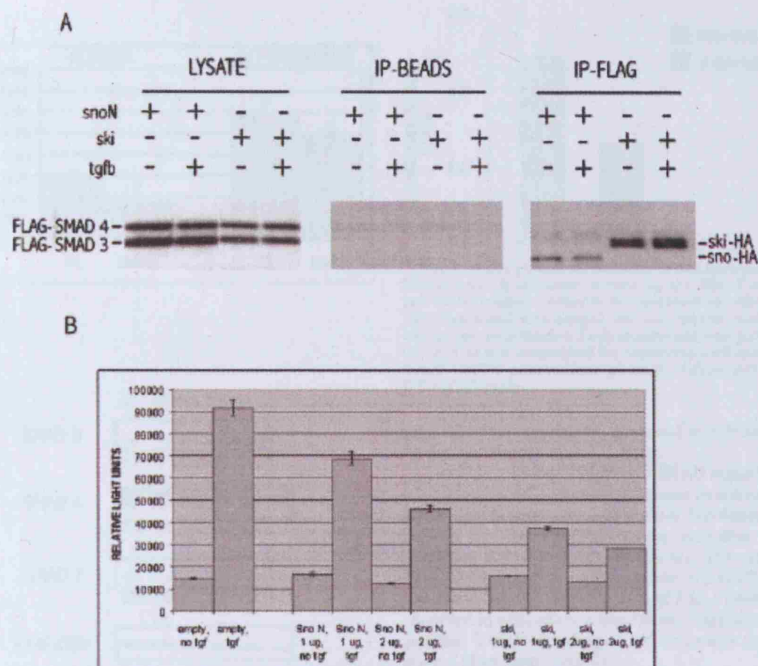 A
LYSATE IP-BEADS IP-FLAG
snoN + + - - + + - - + + - -
ski - - + + - - + + - - + +
tgfb - + - + - + - + - + - +
FLAG-SMAD 4
FLAG-SMAD 3
ski-HA
sno-HA
B
RELATIVE LIGHT UNITS
100000
90000
80000
70000
60000
50000
40000
30000
20000
10000
0
empty, no tgf
empty, tgf
Sno N, 1 ug, no tgf
Sno N, 1 ug, tgf
Sno N, 2 ug, no tgf
Sno N, 2 ug, tgf
ski, 1ug, no tgf
ski, 1ug, tgf
ski, 2ug, no tgf
ski, 2ug, tgf